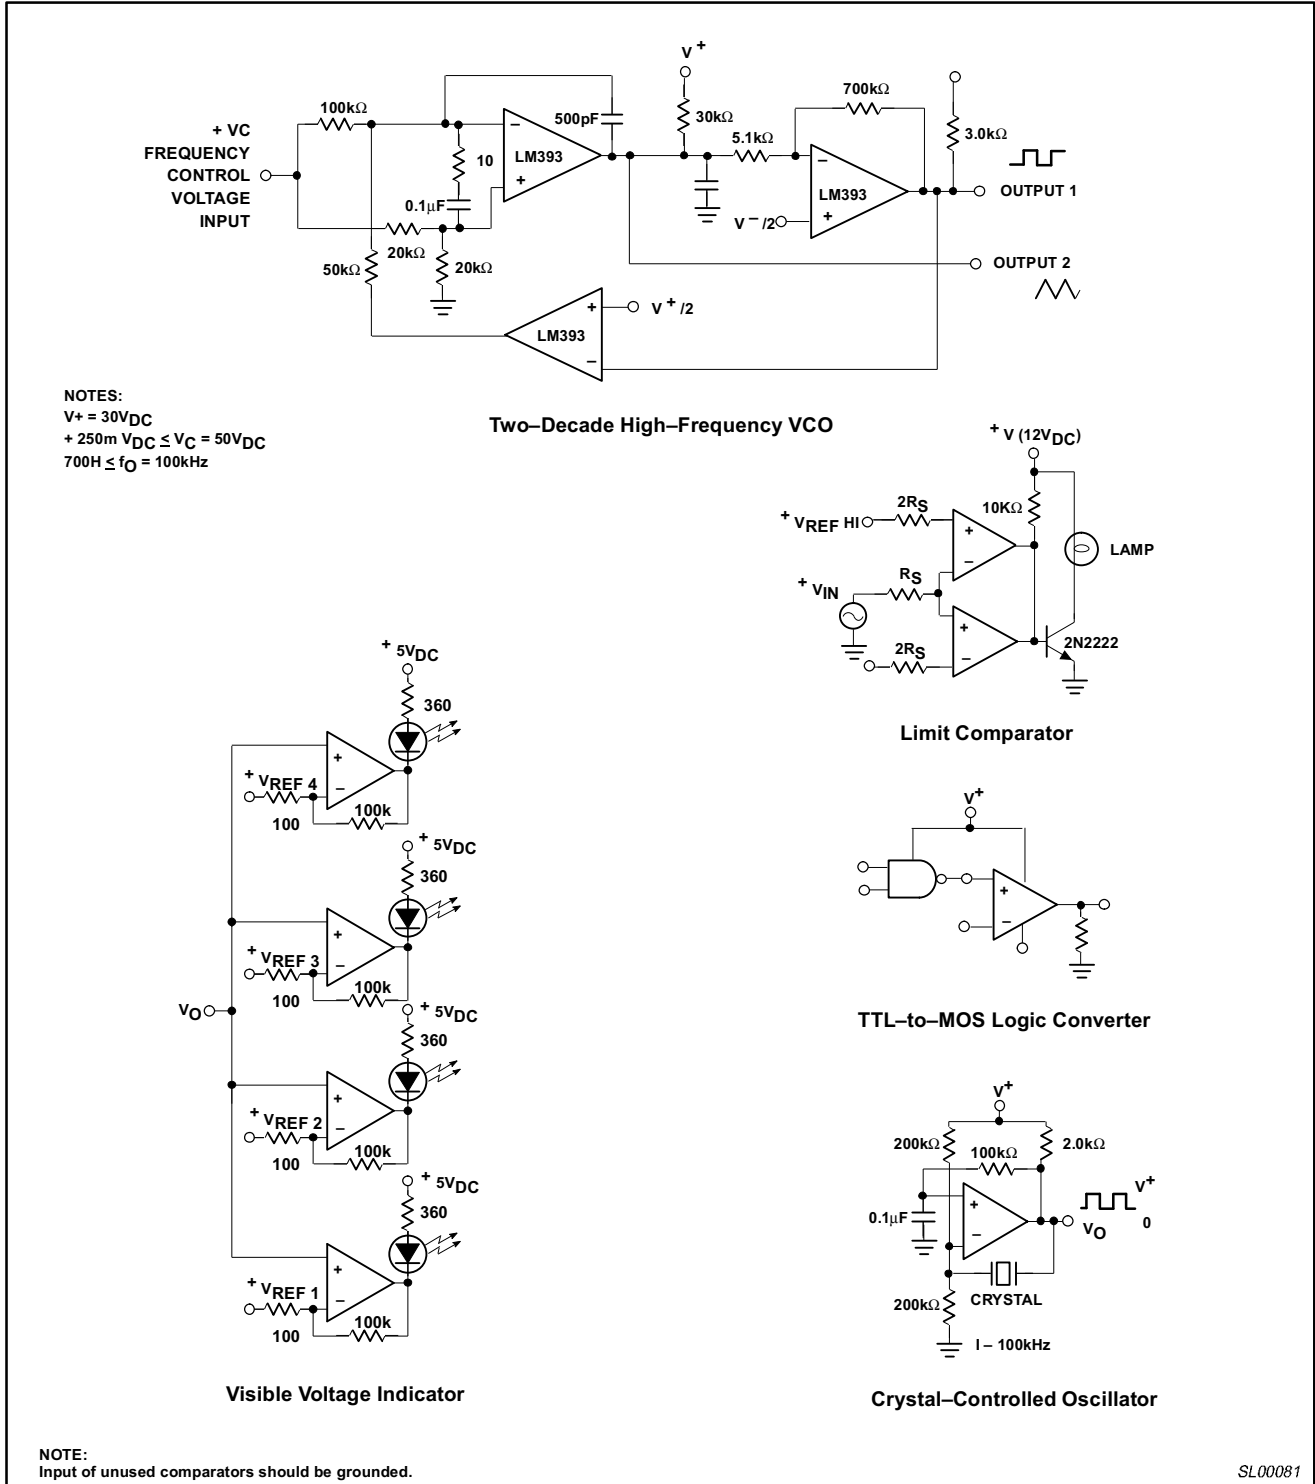 V+
100kΩ
+ VC
FREQUENCY
CONTROL
VOLTAGE
INPUT
10
0.1µF
20kΩ
20kΩ
50kΩ
500pF
−
LM393
+
30kΩ
5.1kΩ
700kΩ
3.0kΩ
−
LM393
+
V−/2
OUTPUT 1
OUTPUT 2
+
LM393
−
V+/2
NOTES:
V+ = 30VDC
+ 250m VDC ≤ VC = 50VDC
700H ≤ fO = 100kHz
Two–Decade High–Frequency VCO
+ V (12VDC)
+ VREF HI
2RS
+
−
10KΩ
LAMP
+ VIN
RS
+
−
2RS
2N2222
Limit Comparator
+ 5VDC
360
+
−
+ VREF 4
100
100k
+ 5VDC
360
+
−
+ VREF 3
100
100k
VO
+ 5VDC
360
+
−
+ VREF 2
100
100k
+ 5VDC
360
+
−
+ VREF 1
100
100k
Visible Voltage Indicator
V+
+
−
TTL–to–MOS Logic Converter
V+
200kΩ
100kΩ
2.0kΩ
0.1µF
+
−
V+
VO
0
CRYSTAL
200kΩ
I – 100kHz
Crystal–Controlled Oscillator
NOTE:
Input of unused comparators should be grounded.
SL00081